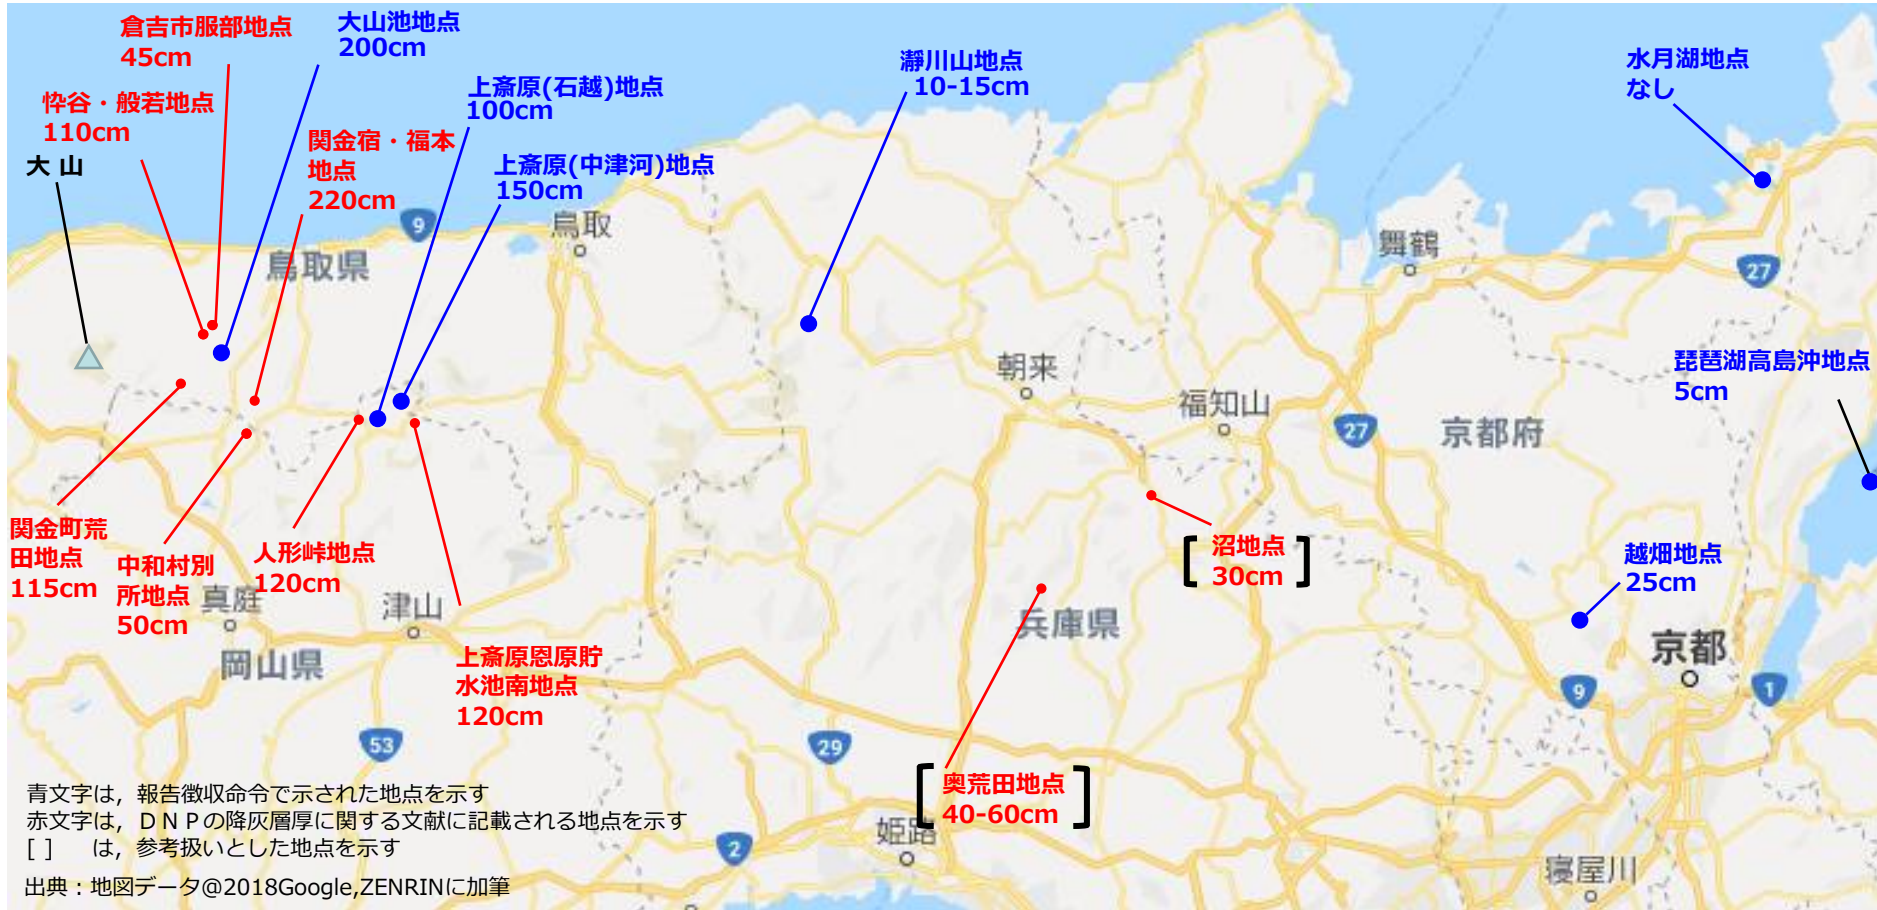 倉吉市服部地点
45cm
大山池地点
200cm
忰谷・般若地点
110cm
大 山
上斎原(石越)地点
100cm
関金宿・福本
地点
220cm
上斎原(中津河)地点
150cm
瀞川山地点
10-15cm
水月湖地点
なし
9
鳥取
鳥取県
舞鶴
27
朝来
福知山
27
京都府
琵琶湖高島沖地点
5cm
関金町荒
田地点
115cm
中和村別
所地点
50cm
人形峠地点
120cm
沼地点
30cm
越畑地点
25cm
真庭
津山
兵庫県
岡山県
上斎原恩原貯
水池南地点
120cm
京都
9
1
53
29
奥荒田地点
40-60cm
姫路
2
寝屋川
青文字は，報告徴収命令で示された地点を示す
赤文字は，ＤＮＰの降灰層厚に関する文献に記載される地点を示す
[ ]　は，参考扱いとした地点を示す
出典：地図データ@2018Google,ZENRINに加筆